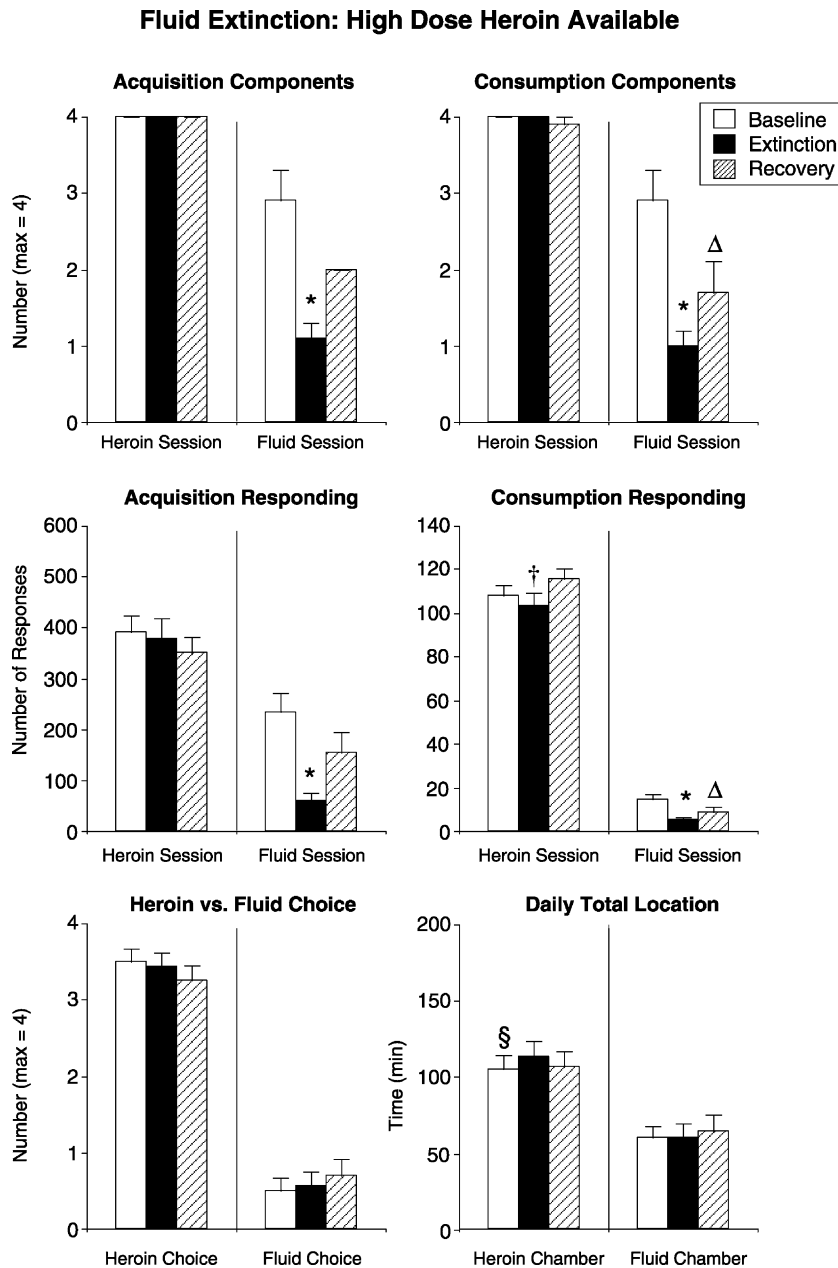 Fluid Extinction: High Dose Heroin Available
Acquisition Components
Number (max = 4)
4
3
2
1
0
*
Heroin Session
Fluid Session
Consumption Components
4
3
2
1
0
*
Δ
Heroin Session
Fluid Session
Baseline
Extinction
Recovery
Acquisition Responding
Number of Responses
600
500
400
300
200
100
0
*
Heroin Session
Fluid Session
Consumption Responding
140
120
100
80
60
40
20
0
†
*
Δ
Heroin Session
Fluid Session
Heroin vs. Fluid Choice
Number (max = 4)
4
3
2
1
0
Heroin Choice
Fluid Choice
Daily Total Location
Time (min)
200
150
100
50
0
§
Heroin Chamber
Fluid Chamber